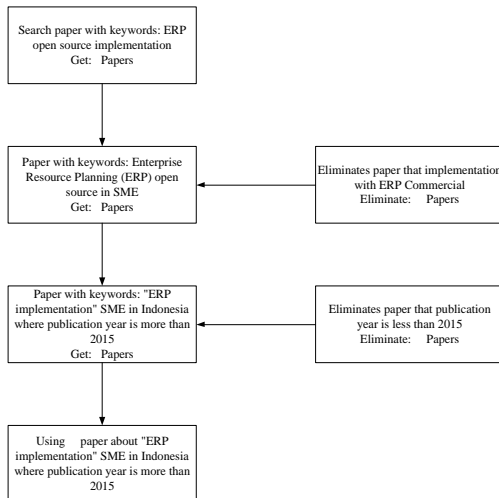 Search paper with keywords: ERP
open source implementation
Get: Papers
Paper with keywords: Enterprise
Resource Planning (ERP) open
source in SME
Get: Papers
Eliminates paper that implementation
with ERP Commercial
Eliminate: Papers
Paper with keywords: "ERP
implementation" SME in Indonesia
where publication year is more than
2015
Get: Papers
Eliminates paper that publication
year is less than 2015
Eliminate: Papers
Using paper about "ERP
implementation" SME in Indonesia
where publication year is more than
2015